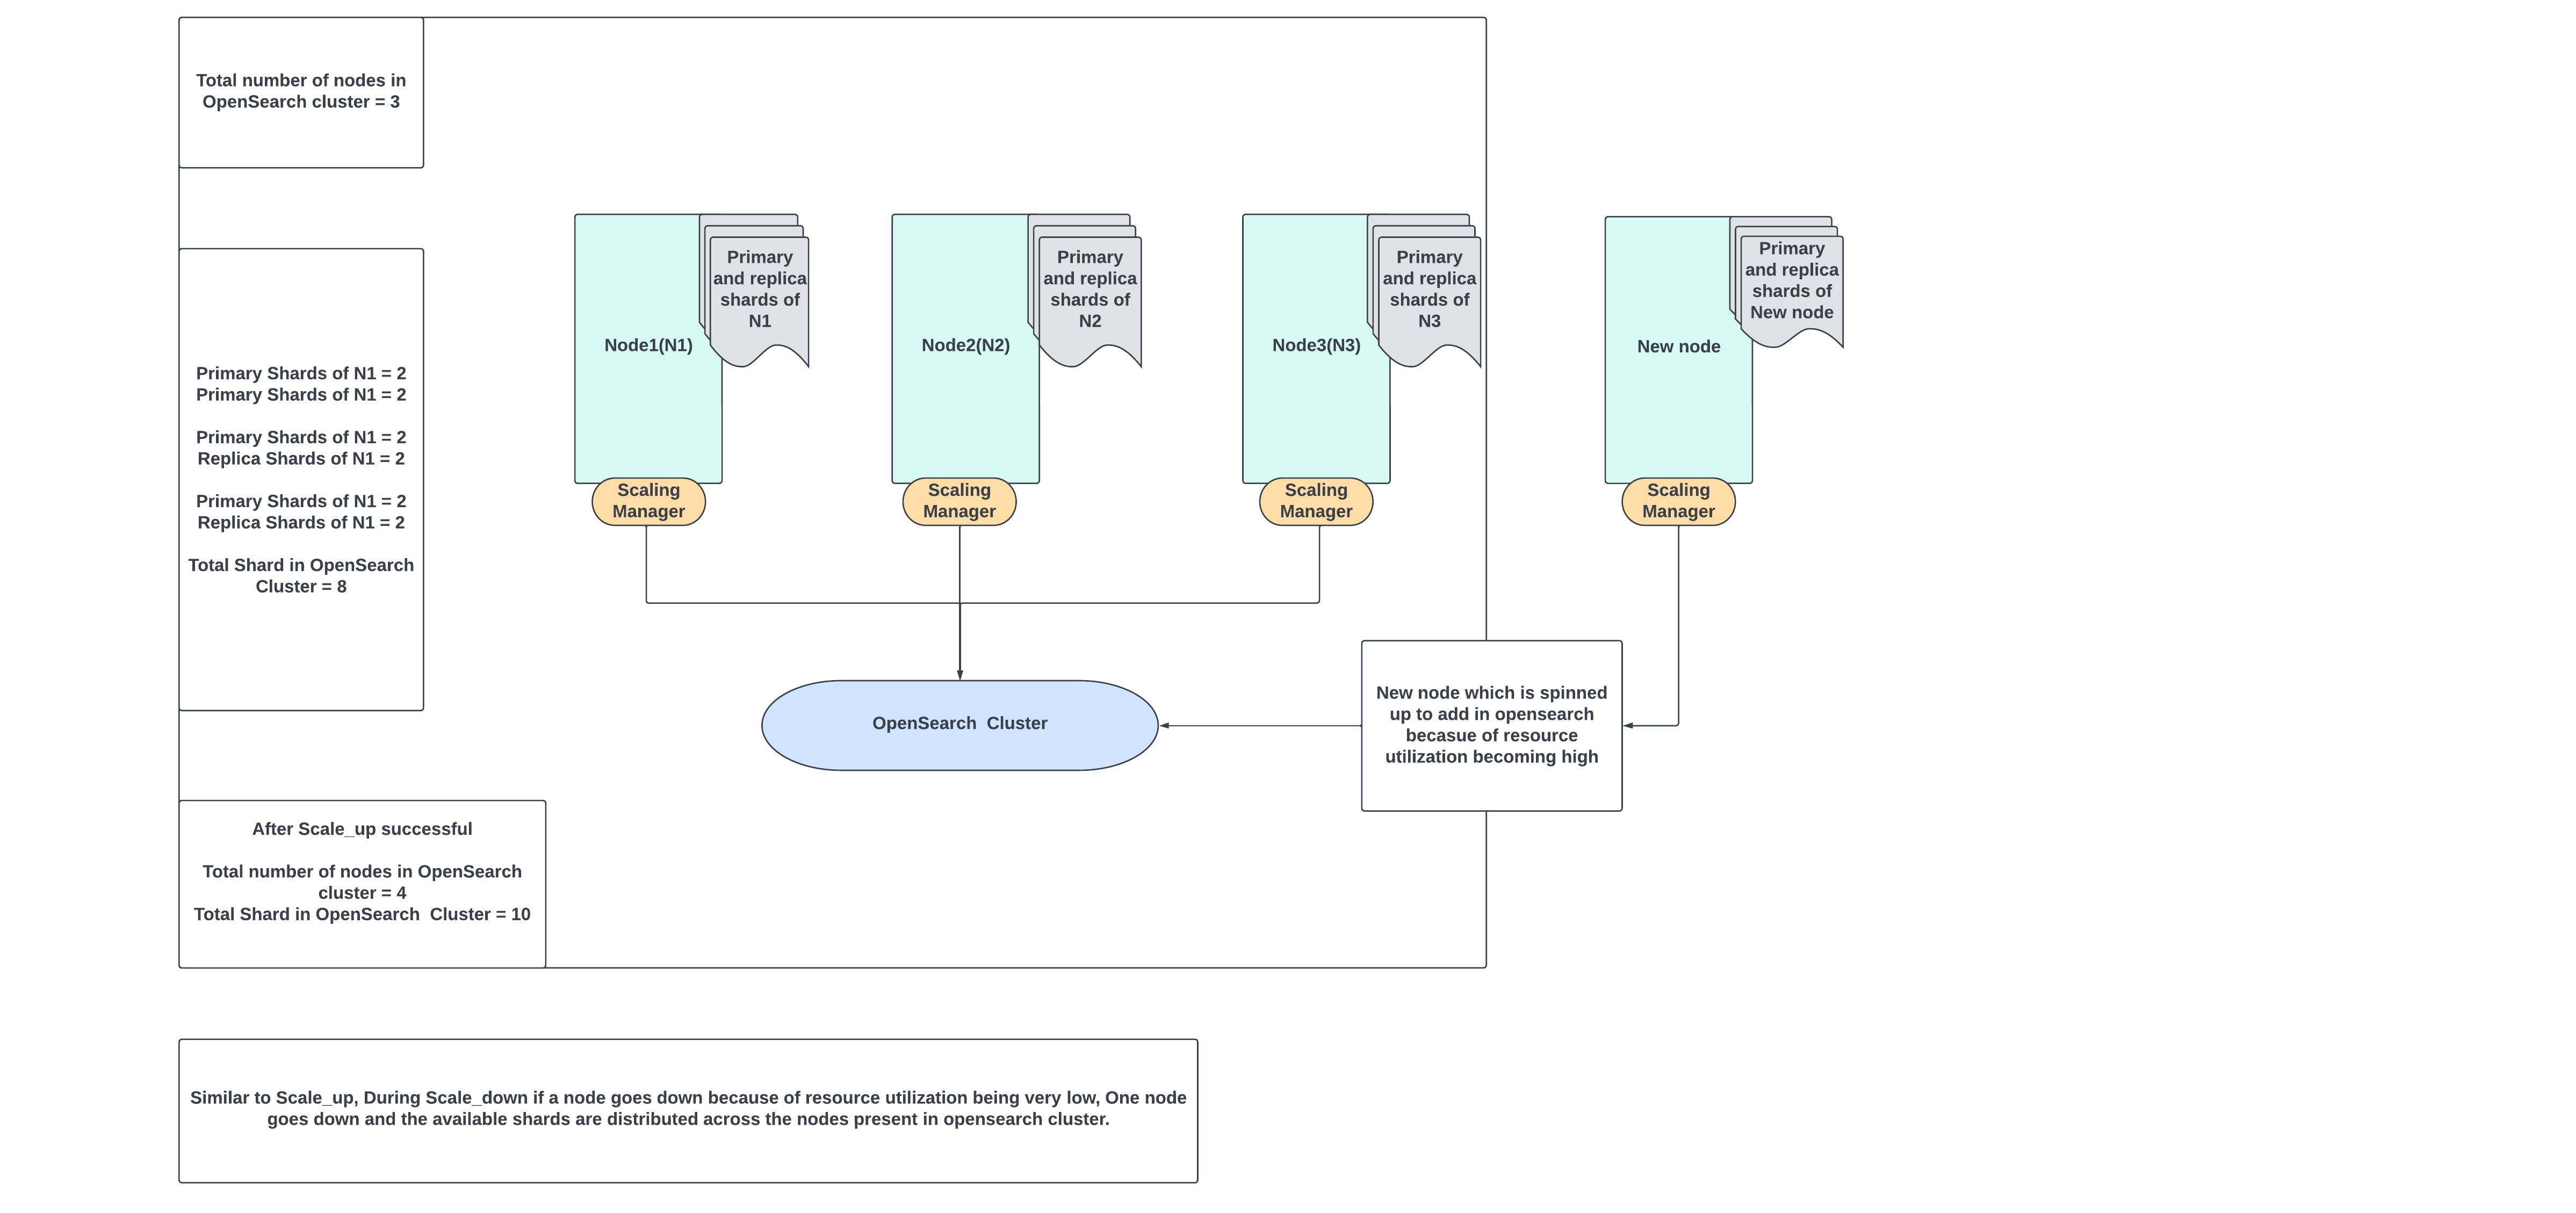 Total number of nodes in
OpenSearch cluster = 3
Primary
and replica
shards of
N1
Primary
and replica
shards of
N2
Primary
and replica
shards of
N3
Primary
and replica
shards of
New node
Node1(N1)
Node2(N2)
Node3(N3)
New node
Primary Shards of N1 = 2
Primary Shards of N1 = 2
Primary Shards of N1 = 2
Replica Shards of N1 = 2
Primary Shards of N1 = 2
Replica Shards of N1 = 2
Total Shard in OpenSearch
Cluster = 8
Scaling
Manager
Scaling
Manager
Scaling
Manager
Scaling
Manager
OpenSearch  Cluster
New node which is spinned
up to add in opensearch
becasue of resource
utilization becoming high
After Scale_up successful
Total number of nodes in OpenSearch
cluster = 4
Total Shard in OpenSearch  Cluster = 10
Similar to Scale_up, During Scale_down if a node goes down because of resource utilization being very low, One node
goes down and the available shards are distributed across the nodes present in opensearch cluster.